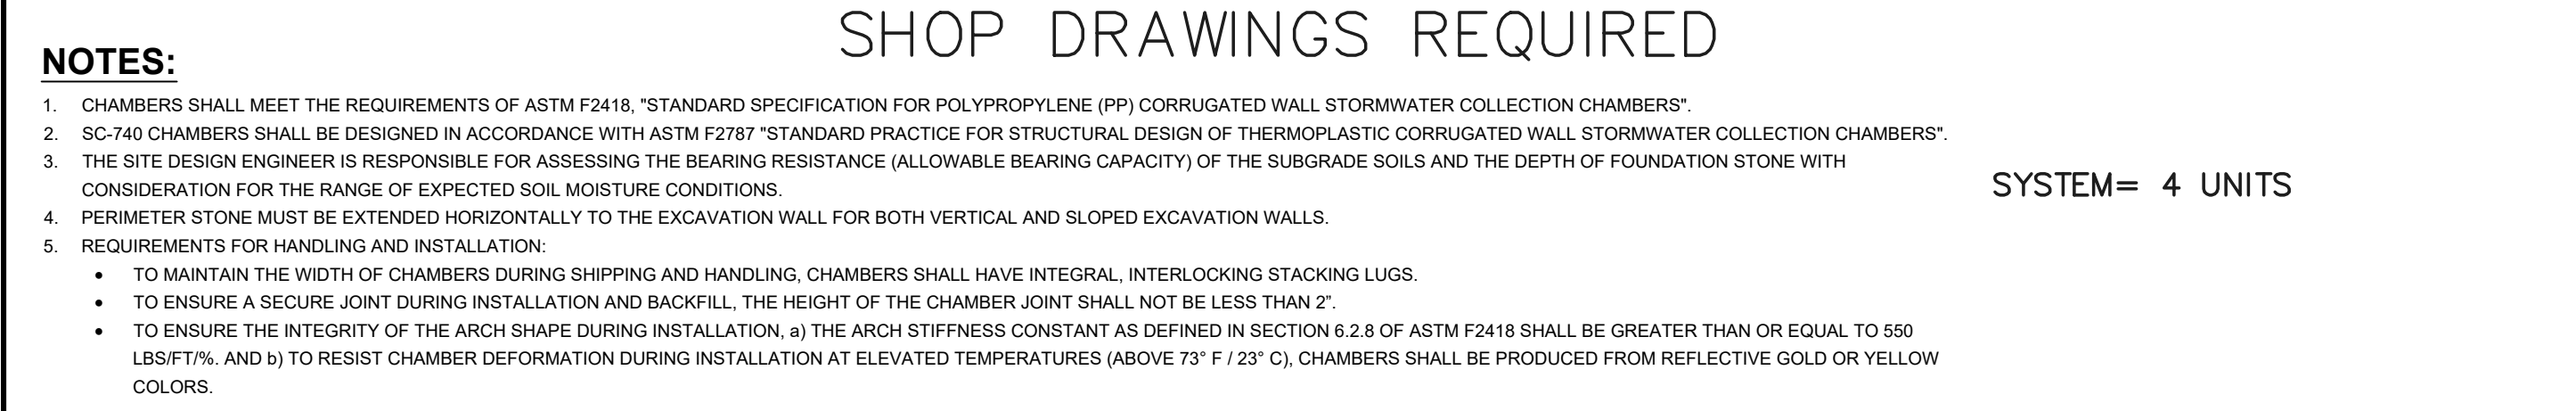 SHOP DRAWINGS REQUIRED
NOTES:
1. CHAMBERS SHALL MEET THE REQUIREMENTS OF ASTM F2418, "STANDARD SPECIFICATION FOR POLYPROPYLENE (PP) CORRUGATED WALL STORMWATER COLLECTION CHAMBERS".
2. SC-740 CHAMBERS SHALL BE DESIGNED IN ACCORDANCE WITH ASTM F2787 "STANDARD PRACTICE FOR STRUCTURAL DESIGN OF THERMOPLASTIC CORRUGATED WALL STORMWATER COLLECTION CHAMBERS".
3. THE SITE DESIGN ENGINEER IS RESPONSIBLE FOR ASSESSING THE BEARING RESISTANCE (ALLOWABLE BEARING CAPACITY) OF THE SUBGRADE SOILS AND THE DEPTH OF FOUNDATION STONE WITH
CONSIDERATION FOR THE RANGE OF EXPECTED SOIL MOISTURE CONDITIONS.
4. PERIMETER STONE MUST BE EXTENDED HORIZONTALLY TO THE EXCAVATION WALL FOR BOTH VERTICAL AND SLOPED EXCAVATION WALLS.
5. REQUIREMENTS FOR HANDLING AND INSTALLATION:
• TO MAINTAIN THE WIDTH OF CHAMBERS DURING SHIPPING AND HANDLING, CHAMBERS SHALL HAVE INTEGRAL, INTERLOCKING STACKING LUGS.
• TO ENSURE A SECURE JOINT DURING INSTALLATION AND BACKFILL, THE HEIGHT OF THE CHAMBER JOINT SHALL NOT BE LESS THAN 2”.
• TO ENSURE THE INTEGRITY OF THE ARCH SHAPE DURING INSTALLATION, a) THE ARCH STIFFNESS CONSTANT AS DEFINED IN SECTION 6.2.8 OF ASTM F2418 SHALL BE GREATER THAN OR EQUAL TO 550
LBS/FT/%. AND b) TO RESIST CHAMBER DEFORMATION DURING INSTALLATION AT ELEVATED TEMPERATURES (ABOVE 73° F / 23° C), CHAMBERS SHALL BE PRODUCED FROM REFLECTIVE GOLD OR YELLOW
COLORS.
SYSTEM= 4 UNITS